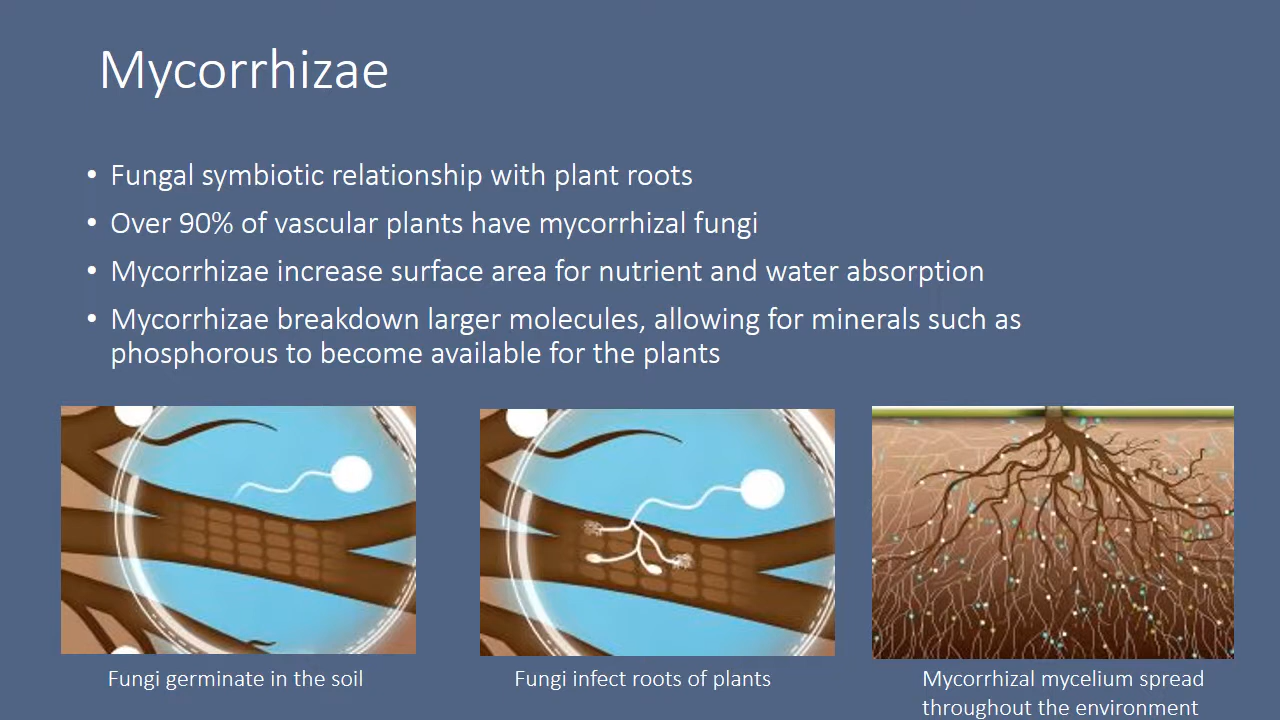 Mycorrhizae
• Fungal symbiotic relationship with plant roots
• Over 90% of vascular plants have mycorrhizal fungi
• Mycorrhizae increase surface area for nutrient and water absorption
• Mycorrhizae breakdown larger molecules, allowing for minerals such as
phosphorous to become available for the plants
Fungi germinate in the soil
Fungi infect roots of plants
Mycorrhizal mycelium spread
throughout the environment